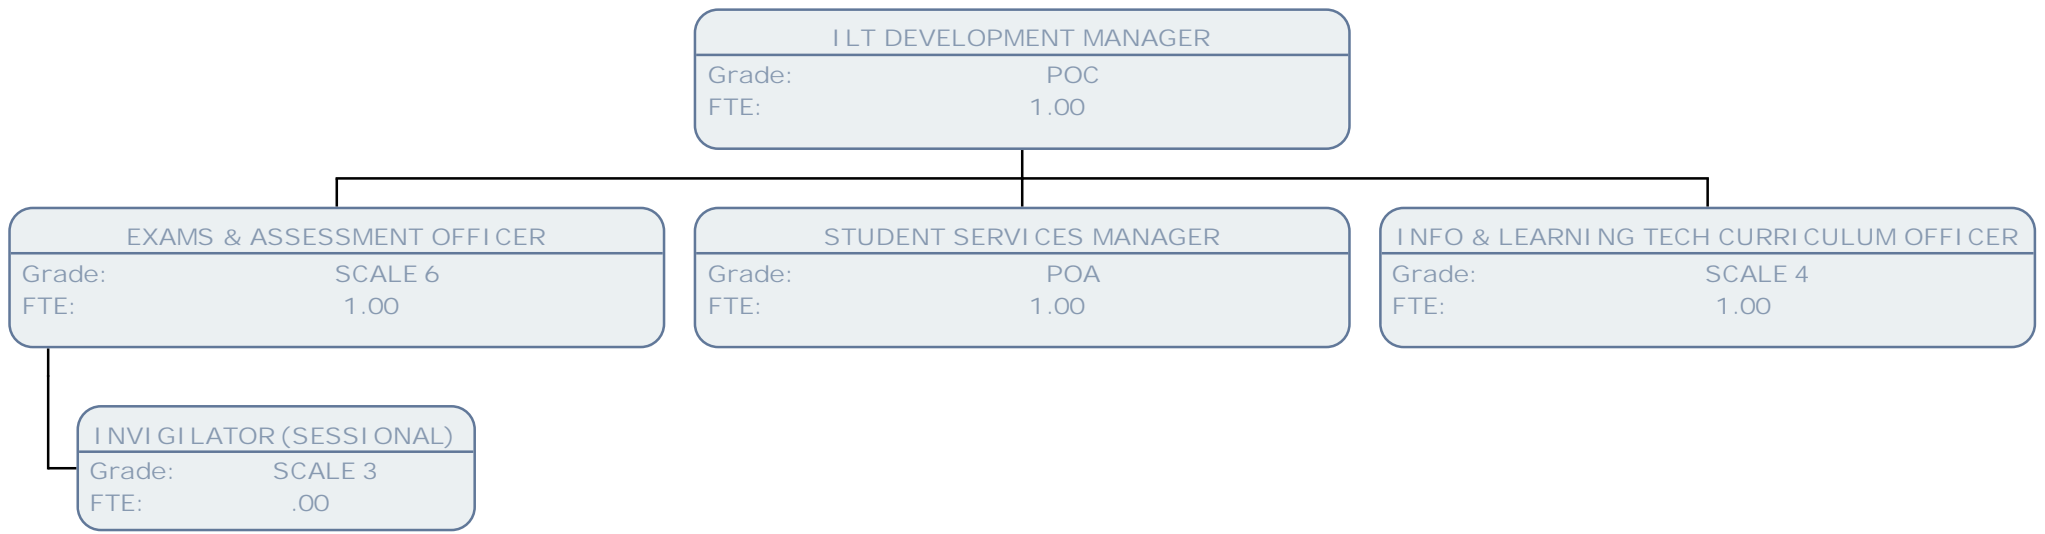 ILT DEVELOPMENT MANAGER
Grade: POC
FTE: 1.00
EXAMS & ASSESSMENT OFFICER
Grade: SCALE 6
FTE: 1.00
STUDENT SERVICES MANAGER
Grade: POA
FTE: 1.00
INFO & LEARNING TECH CURRICULUM OFFICER
Grade: SCALE 4
FTE: 1.00
INVIGILATOR (SESSIONAL)
Grade: SCALE 3
FTE: .00